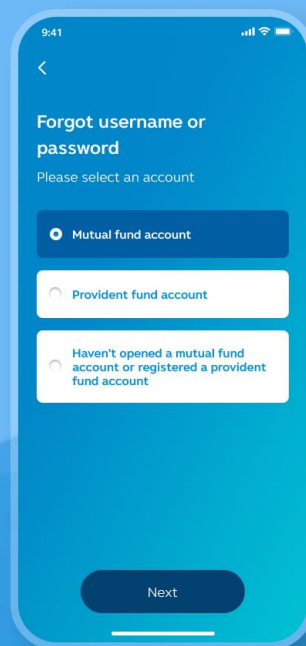 9:41
Forgot username or
password
Please select an account
Mutual fund account
Provident fund account
Haven't opened a mutual fund
account or registered a provident
fund account
Next